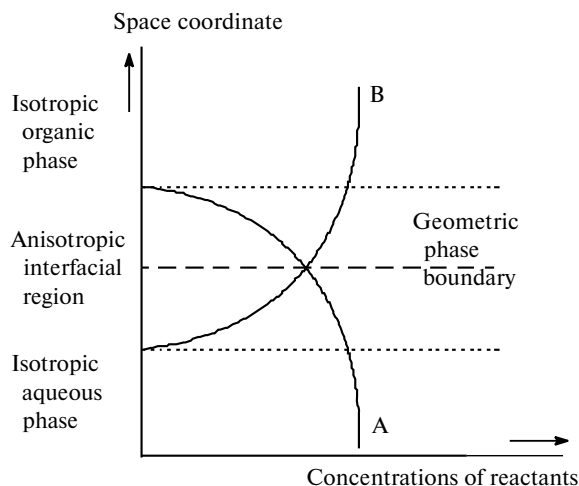 Space coordinate
B
Isotropic
organic
phase
Geometric
phase
boundary
Anisotropic
interfacial
region
Isotropic
aqueous
phase
A
Concentrations of reactants